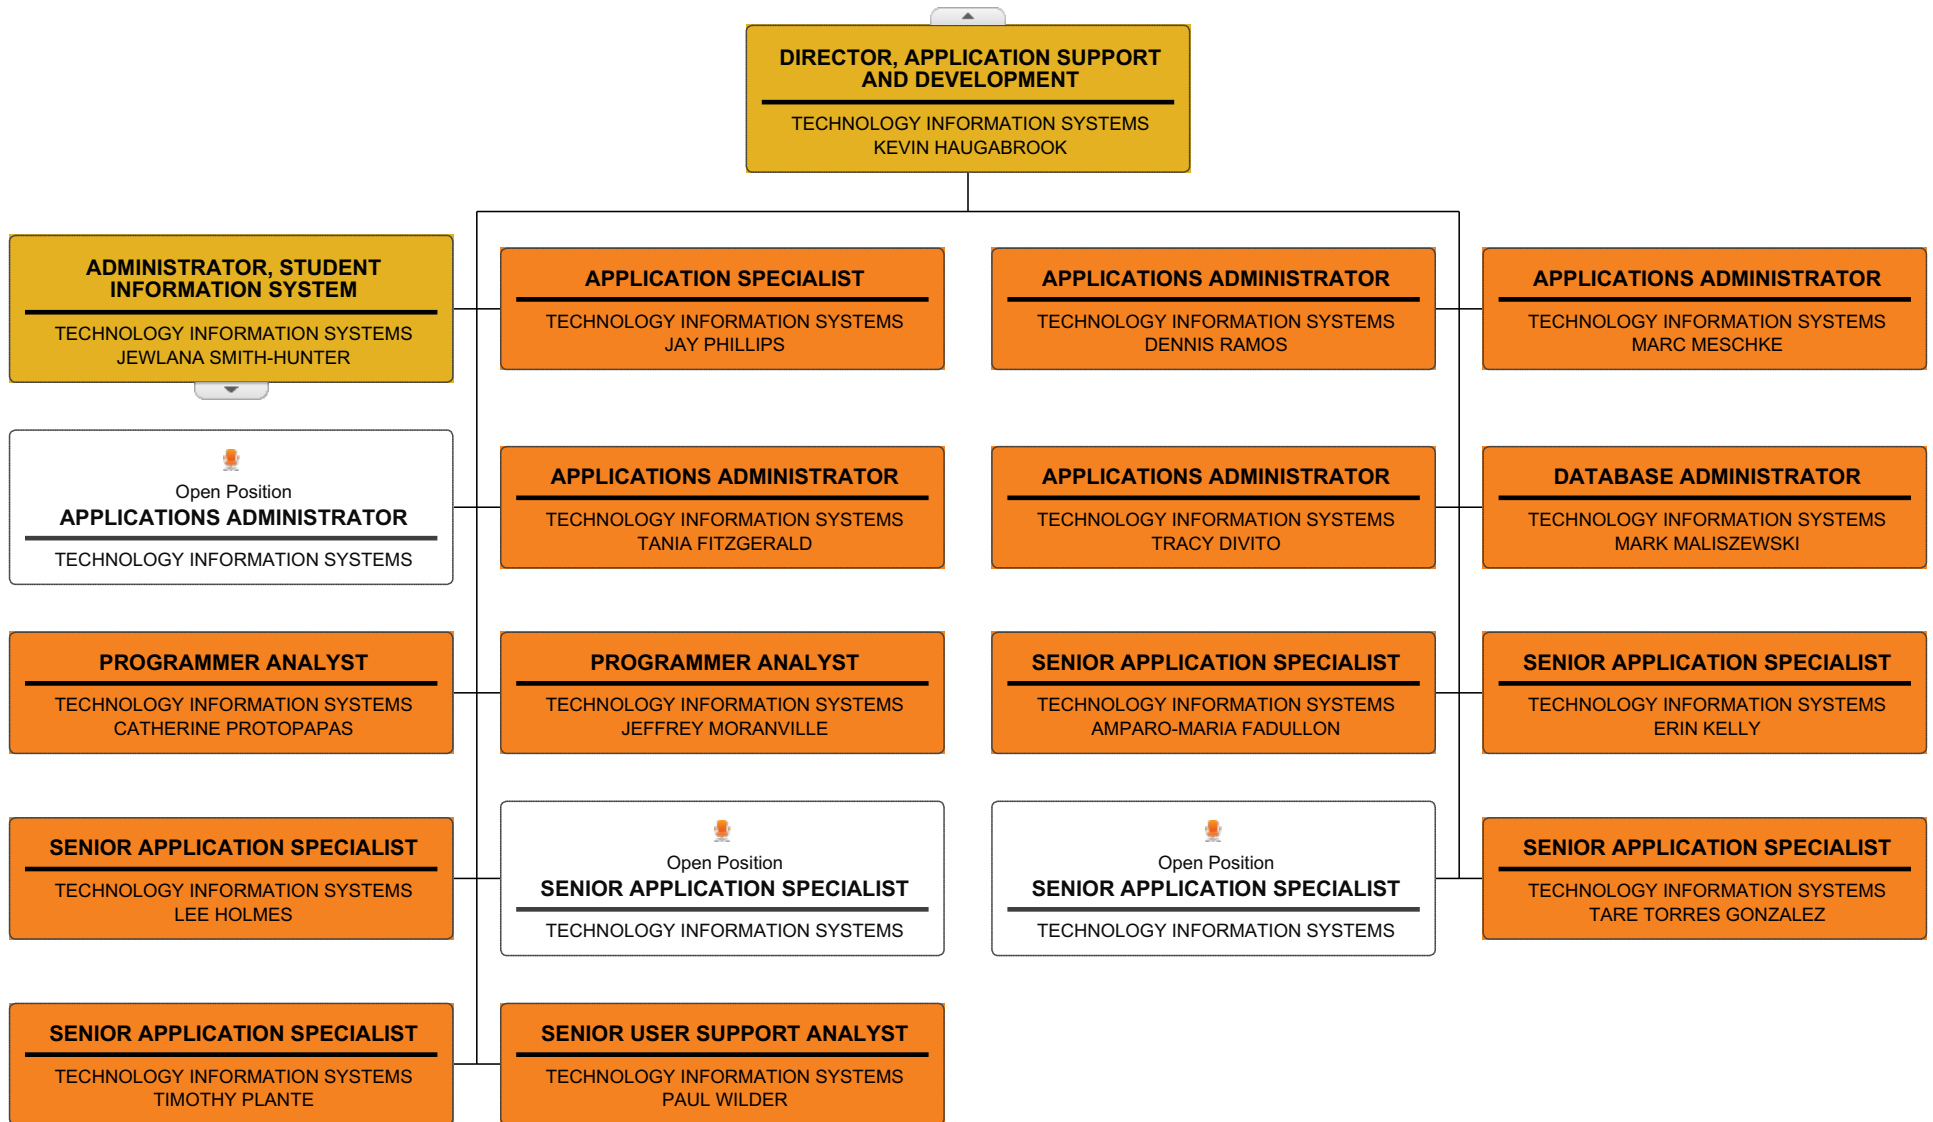 DIRECTOR, APPLICATION SUPPORT
AND DEVELOPMENT
TECHNOLOGY INFORMATION SYSTEMS
KEVIN HAUGABROOK
ADMINISTRATOR, STUDENT
INFORMATION SYSTEM
TECHNOLOGY INFORMATION SYSTEMS
JEWLANA SMITH-HUNTER
APPLICATION SPECIALIST
TECHNOLOGY INFORMATION SYSTEMS
JAY PHILLIPS
APPLICATIONS ADMINISTRATOR
TECHNOLOGY INFORMATION SYSTEMS
DENNIS RAMOS
APPLICATIONS ADMINISTRATOR
TECHNOLOGY INFORMATION SYSTEMS
MARC MESCHKE
Open Position
APPLICATIONS ADMINISTRATOR
TECHNOLOGY INFORMATION SYSTEMS
APPLICATIONS ADMINISTRATOR
TECHNOLOGY INFORMATION SYSTEMS
TANIA FITZGERALD
APPLICATIONS ADMINISTRATOR
TECHNOLOGY INFORMATION SYSTEMS
TRACY DIVITO
DATABASE ADMINISTRATOR
TECHNOLOGY INFORMATION SYSTEMS
MARK MALISZEWSKI
PROGRAMMER ANALYST
TECHNOLOGY INFORMATION SYSTEMS
CATHERINE PROTOPAPAS
PROGRAMMER ANALYST
TECHNOLOGY INFORMATION SYSTEMS
JEFFREY MORANVILLE
SENIOR APPLICATION SPECIALIST
TECHNOLOGY INFORMATION SYSTEMS
AMPARO-MARIA FADULLON
SENIOR APPLICATION SPECIALIST
TECHNOLOGY INFORMATION SYSTEMS
ERIN KELLY
SENIOR APPLICATION SPECIALIST
TECHNOLOGY INFORMATION SYSTEMS
LEE HOLMES
Open Position
SENIOR APPLICATION SPECIALIST
TECHNOLOGY INFORMATION SYSTEMS
Open Position
SENIOR APPLICATION SPECIALIST
TECHNOLOGY INFORMATION SYSTEMS
SENIOR APPLICATION SPECIALIST
TECHNOLOGY INFORMATION SYSTEMS
TARE TORRES GONZALEZ
SENIOR APPLICATION SPECIALIST
TECHNOLOGY INFORMATION SYSTEMS
TIMOTHY PLANTE
SENIOR USER SUPPORT ANALYST
TECHNOLOGY INFORMATION SYSTEMS
PAUL WILDER